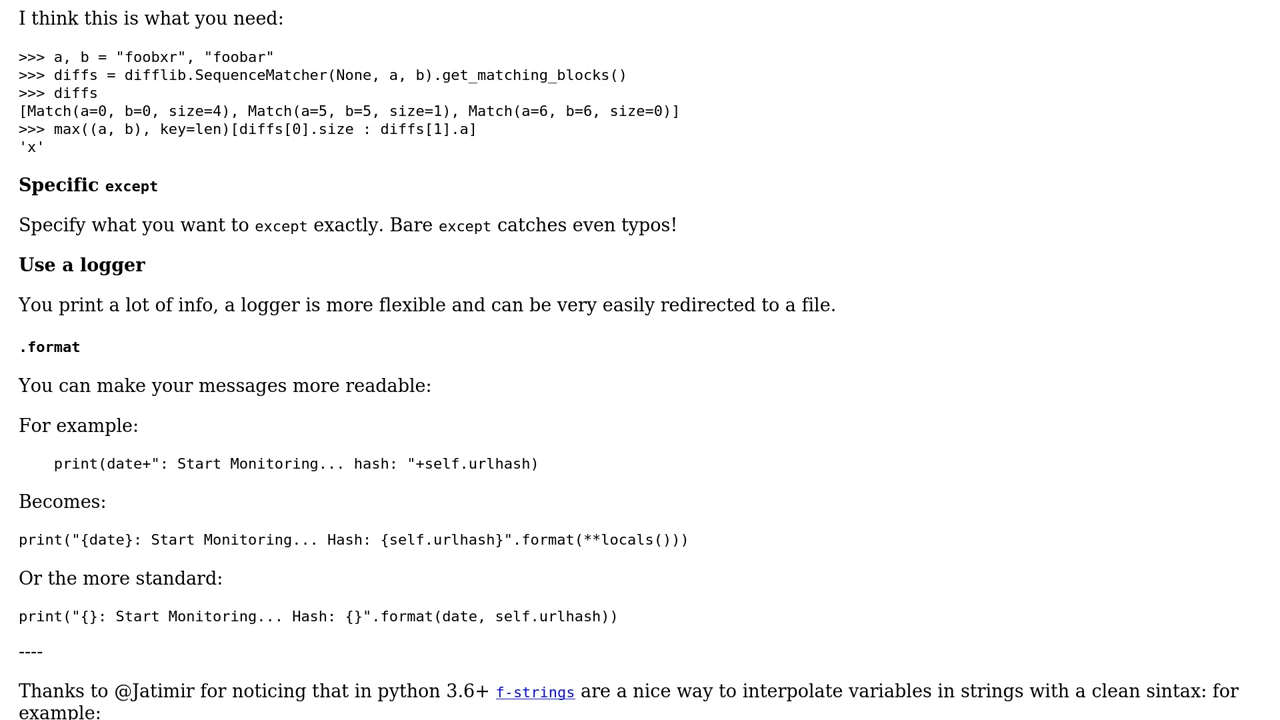 I think this is what you need:
>>> a, b = "foobxr", "foobar"
>>> diffs = difflib.SequenceMatcher(None, a, b).get_matching_blocks()
>>> diffs
[Match(a=0, b=0, size=4), Match(a=5, b=5, size=1), Match(a=6, b=6, size=0)]
>>> max((a, b), key=len)[diffs[0].size : diffs[1].a]
'x'
Specific except
Specify what you want to except exactly. Bare except catches even typos!
Use a logger
You print a lot of info, a logger is more flexible and can be very easily redirected to a file.
.format
You can make your messages more readable:
For example:
    print(date+": Start Monitoring... hash: "+self.urlhash)
Becomes:
print("{date}: Start Monitoring... Hash: {self.urlhash}".format(**locals()))
Or the more standard:
print("{}: Start Monitoring... Hash: {}".format(date, self.urlhash))
----
Thanks to @Jatimir for noticing that in python 3.6+ f-strings are a nice way to interpolate variables in strings with a clean sintax: for
example: